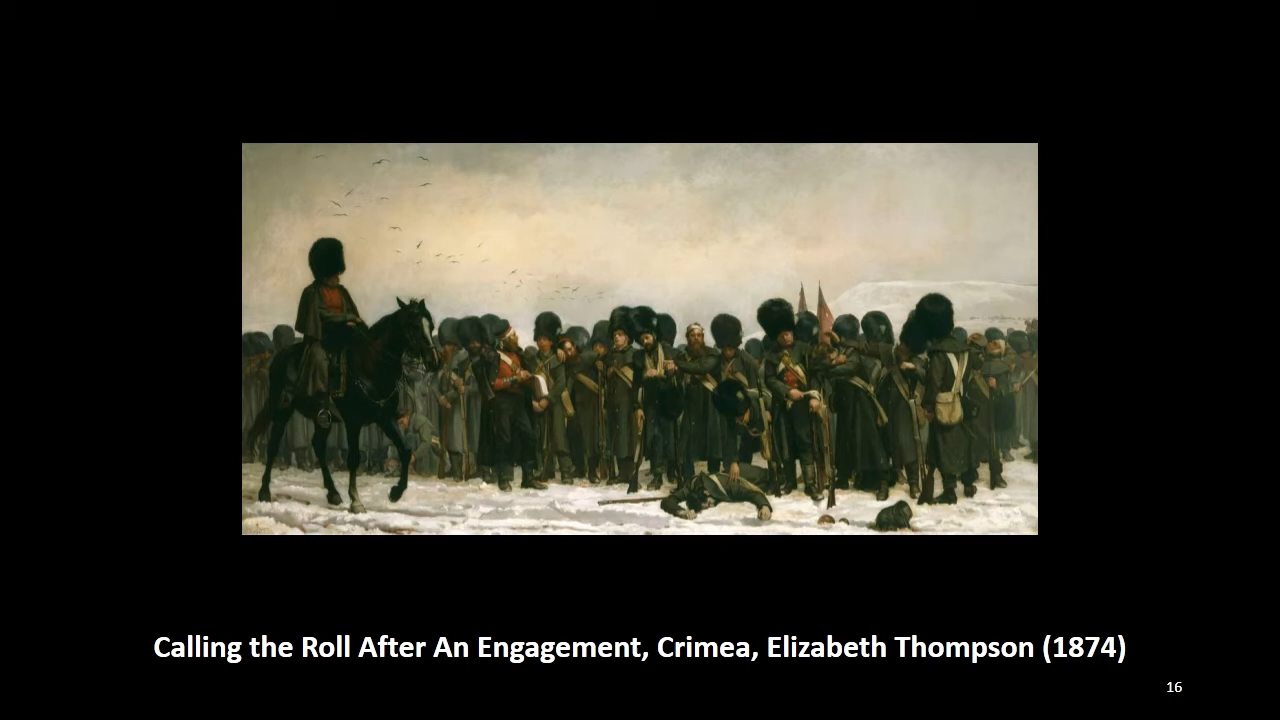 Calling the Roll After An Engagement, Crimea, Elizabeth Thompson (1874)
16